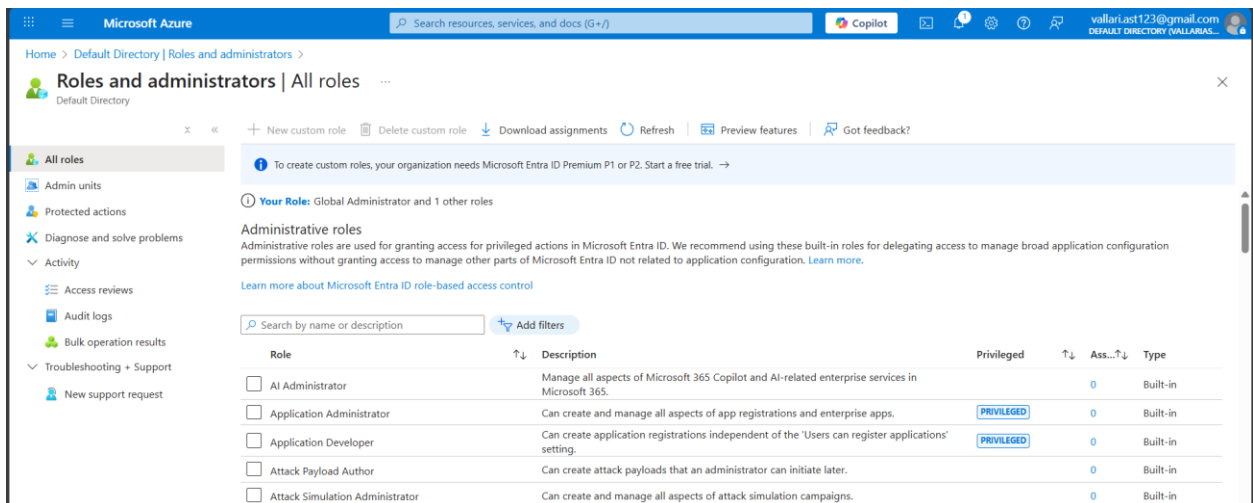 Microsoft Azure
Search resources, services, and docs (G+/)
Copilot
1
vallari.ast123@gmail.com
DEFAULT DIRECTORY (VALLARIAS...
Home > Default Directory | Roles and administrators >
Roles and administrators | All roles ...
Default Directory
New custom role Delete custom role Download assignments Refresh Preview features Got feedback?
All roles
Admin units
Protected actions
Diagnose and solve problems
Activity
Access reviews
Audit logs
Bulk operation results
Troubleshooting + Support
New support request
To create custom roles, your organization needs Microsoft Entra ID Premium P1 or P2. Start a free trial. →
Your Role: Global Administrator and 1 other roles
Administrative roles
Administrative roles are used for granting access for privileged actions in Microsoft Entra ID. We recommend using these built-in roles for delegating access to manage broad application configuration
permissions without granting access to manage other parts of Microsoft Entra ID not related to application configuration. Learn more.
Learn more about Microsoft Entra ID role-based access control
Search by name or description Add filters
Role Description Privileged Ass... Type
AI Administrator Manage all aspects of Microsoft 365 Copilot and AI-related enterprise services in
Microsoft 365. 0 Built-in
Application Administrator Can create and manage all aspects of app registrations and enterprise apps. PRIVILEGED 0 Built-in
Application Developer Can create application registrations independent of the 'Users can register applications'
setting. PRIVILEGED 0 Built-in
Attack Payload Author Can create attack payloads that an administrator can initiate later. 0 Built-in
Attack Simulation Administrator Can create and manage all aspects of attack simulation campaigns. 0 Built-in